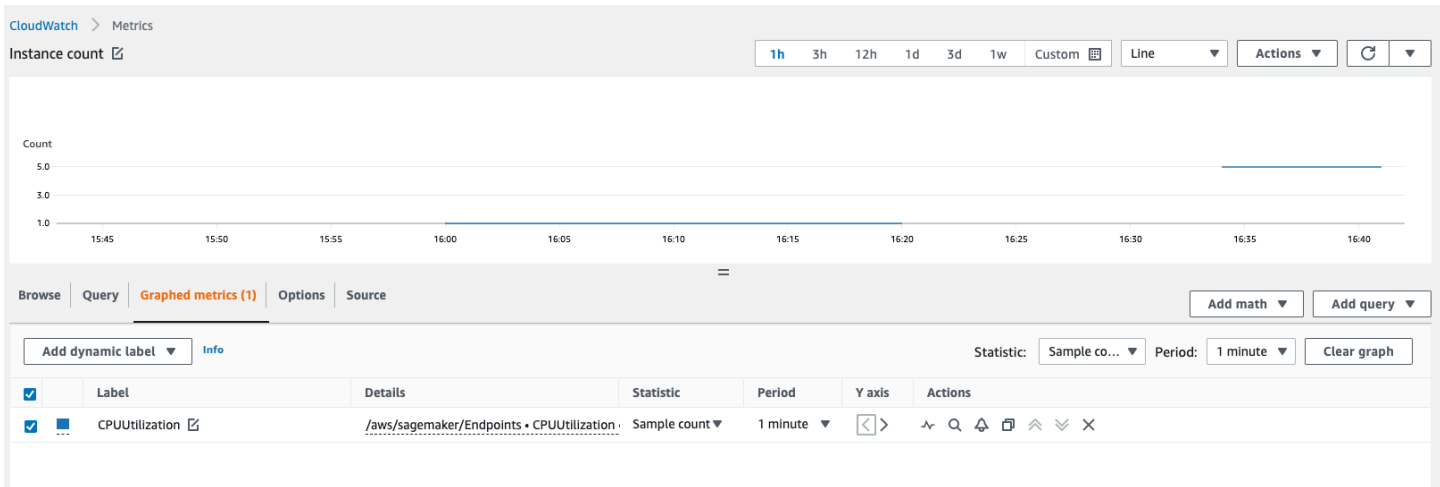 CloudWatch > Metrics
Instance count
1h 3h 12h 1d 3d 1w Custom Line Actions
Count
5.0
3.0
1.0
15:45 15:50 15:55 16:00 16:05 16:10 16:15 16:20 16:25 16:30 16:35 16:40
Browse Query Graphed metrics (1) Options Source Add math Add query
Add dynamic label Info Statistic: Sample co... Period: 1 minute Clear graph
Label Details Statistic Period Y axis Actions
CPUUtilization /aws/sagemaker/Endpoints • CPUUtilization • Sample count 1 minute